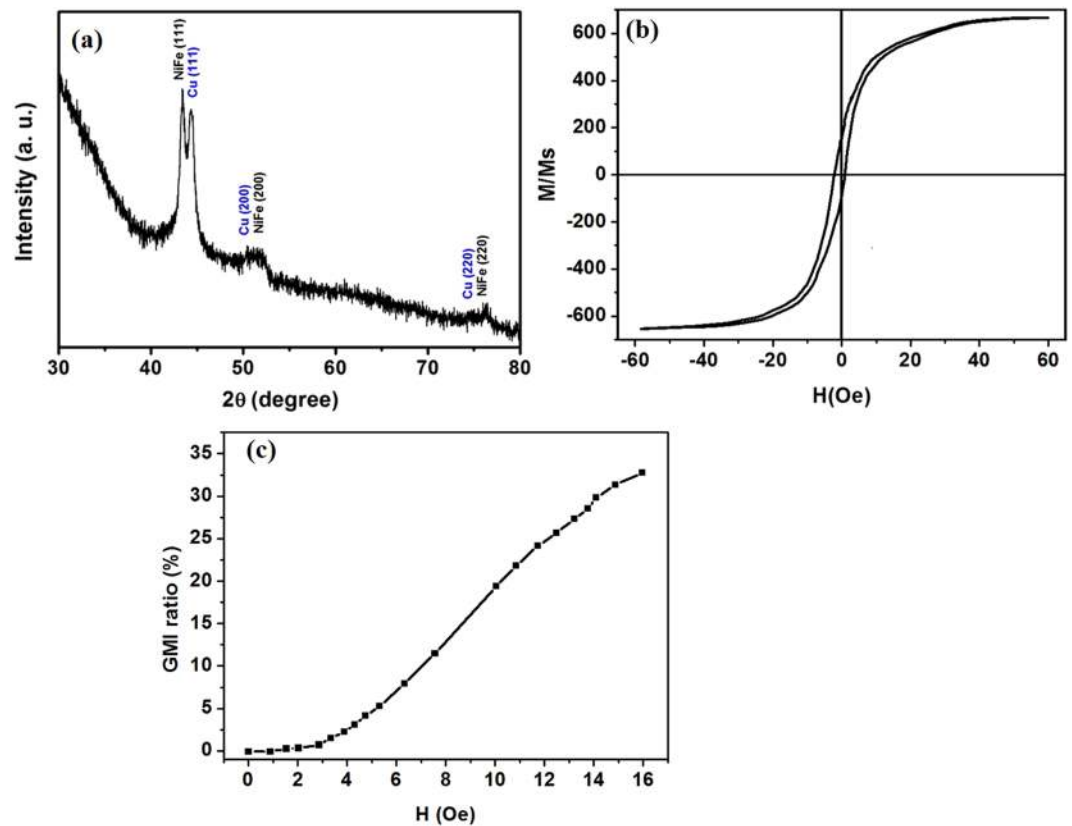 (a)
NiFe (111)
Cu (111)
Cu (200)
NiFe (200)
Cu (220)
NiFe (220)
Intensity (a. u.)
30 40 50 60 70 80
2θ (degree)
(b)
600
400
200
0
-200
-400
-600
M/Ms
-60 -40 -20 0 20 40 60
H(Oe)
(c)
35
30
25
20
15
10
5
0
GMI ratio (%)
0 2 4 6 8 10 12 14 16
H (Oe)